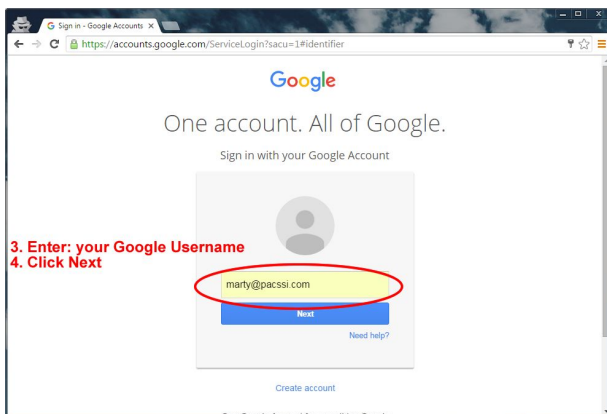 Sign in - Google Accounts
https://accounts.google.com/ServiceLogin?sacu=1#identifier
Google
One account. All of Google.
Sign in with your Google Account
3. Enter: your Google Username
4. Click Next
marty@pacssi.com
Next
Need help?
Create account